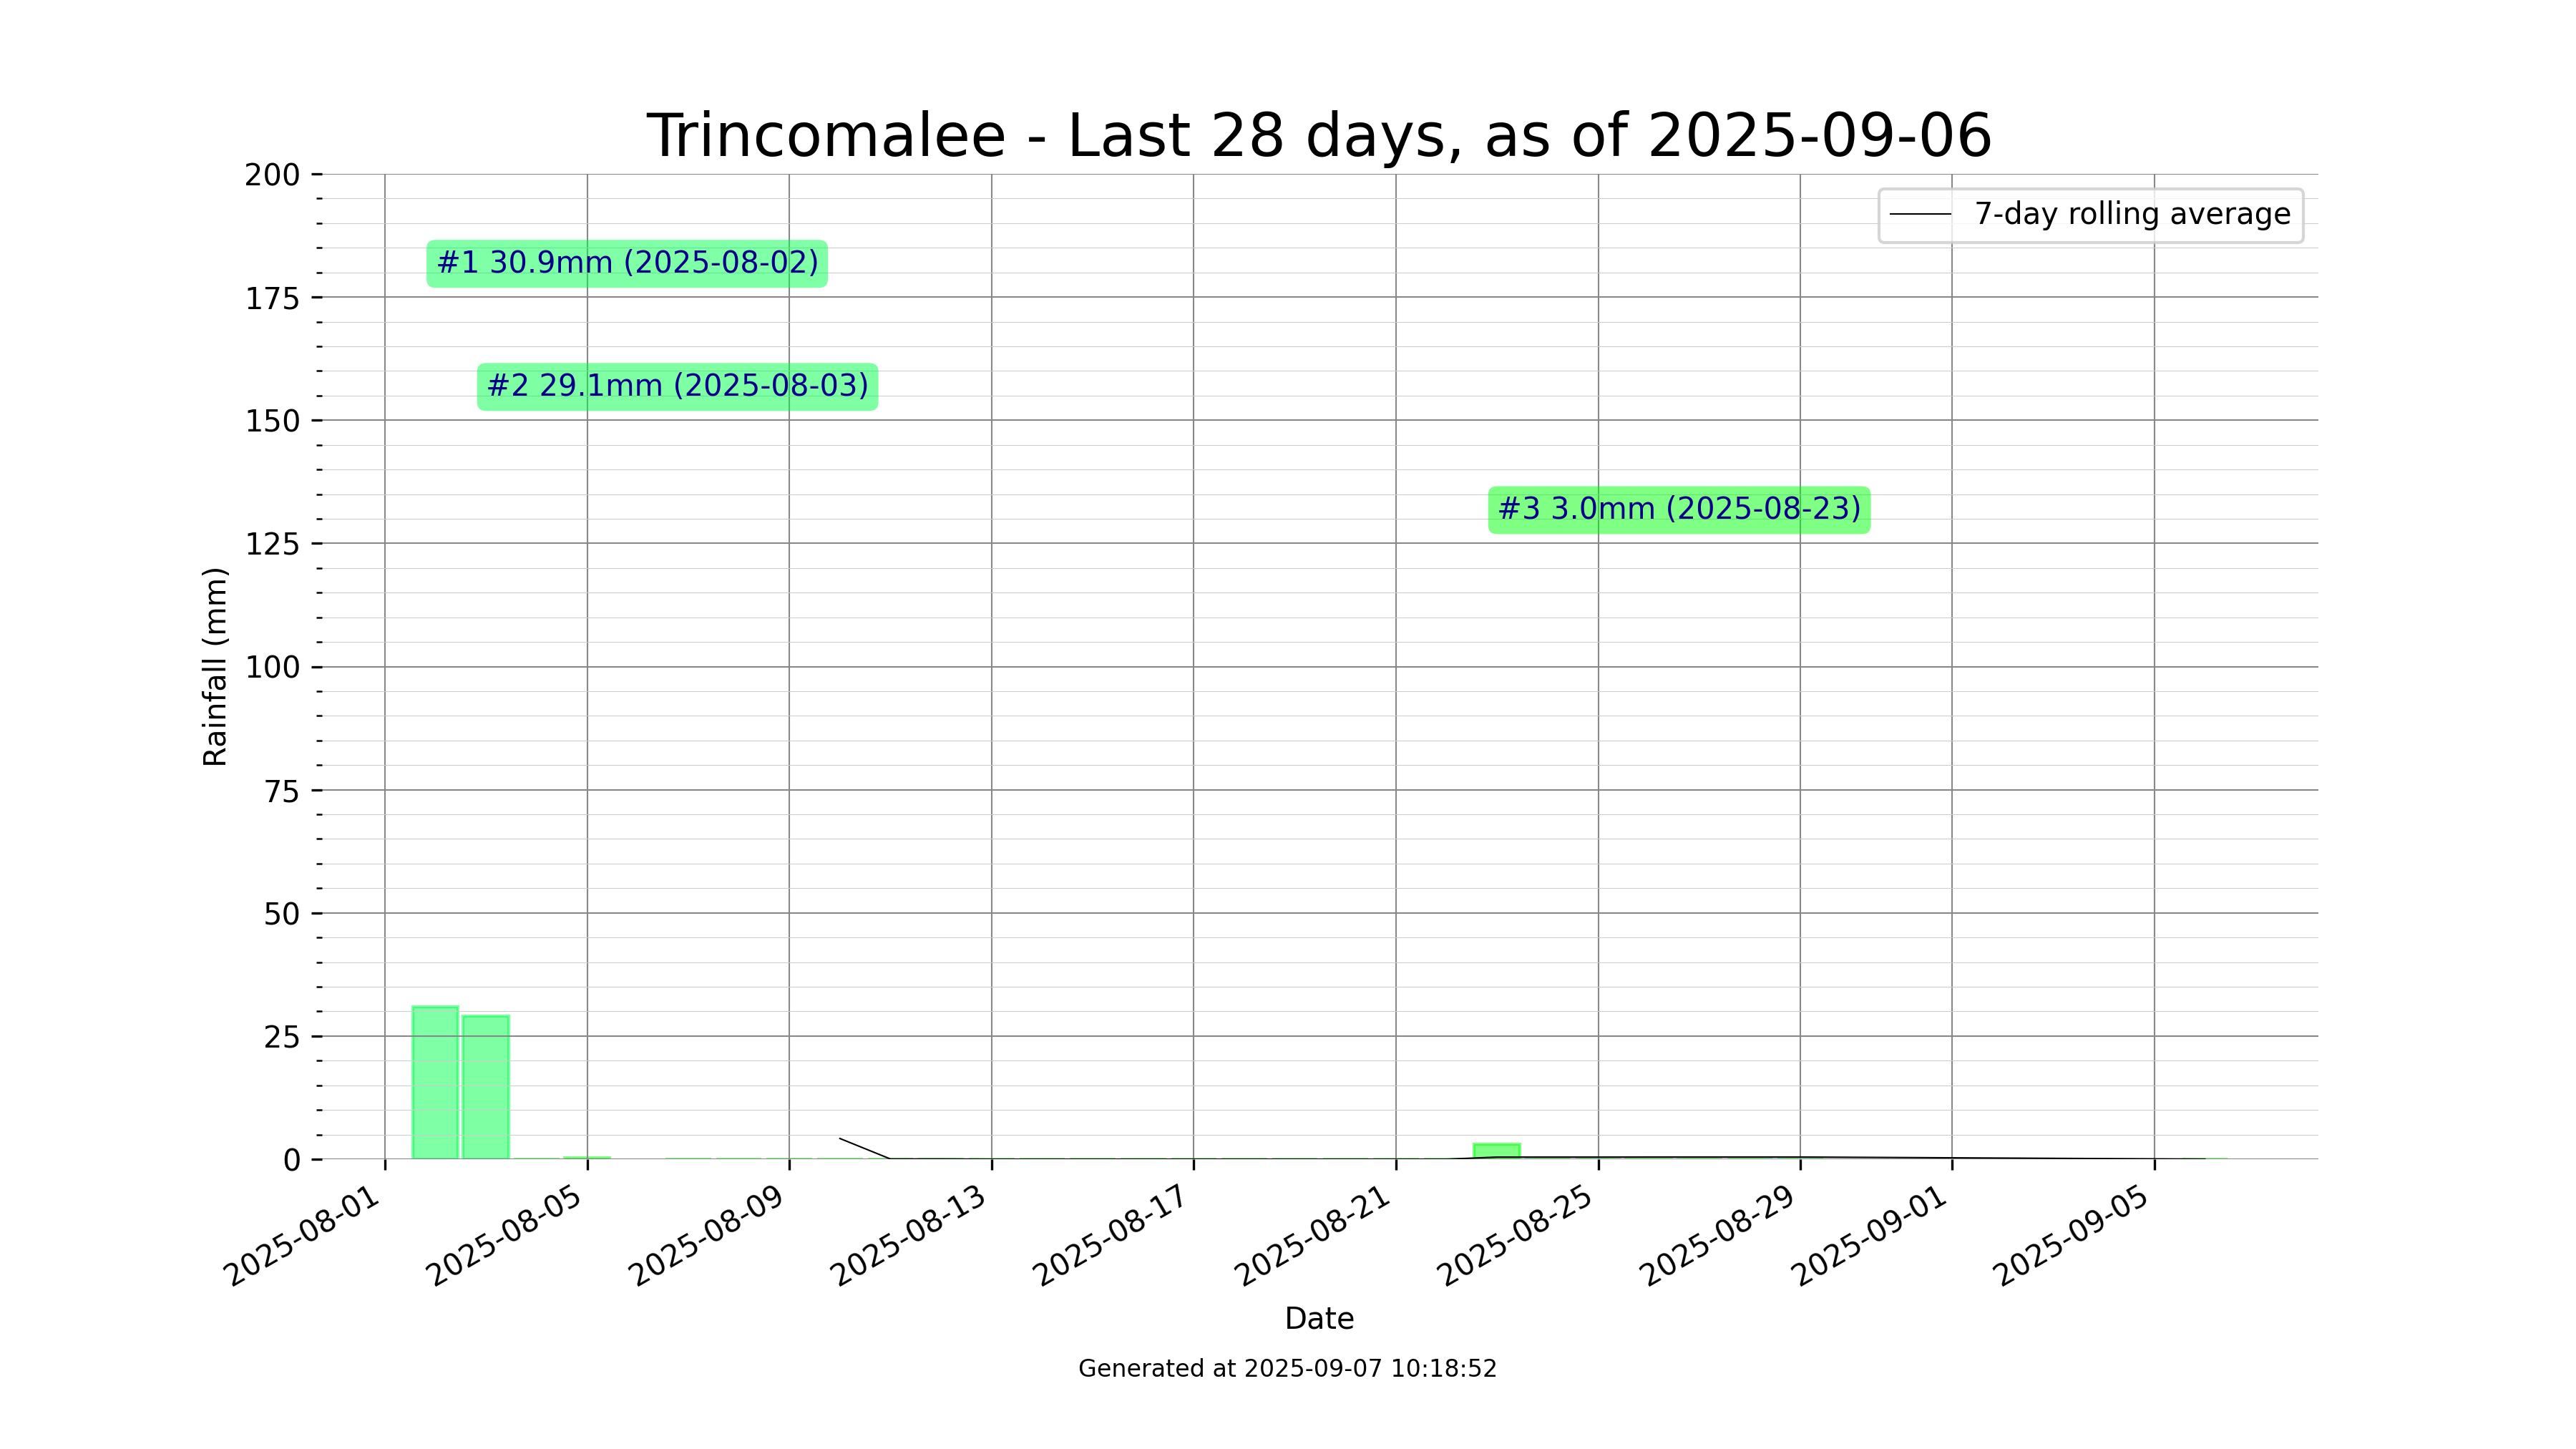 Trincomalee - Last 28 days, as of 2025-09-06
7-day rolling average
#1 30.9mm (2025-08-02)
#2 29.1mm (2025-08-03)
#3 3.0mm (2025-08-23)
Rainfall (mm)
200
175
150
125
100
75
50
25
0
2025-08-01
2025-08-05
2025-08-09
2025-08-13
2025-08-17
2025-08-21
2025-08-25
2025-08-29
2025-09-01
2025-09-05
Date
Generated at 2025-09-07 10:18:52